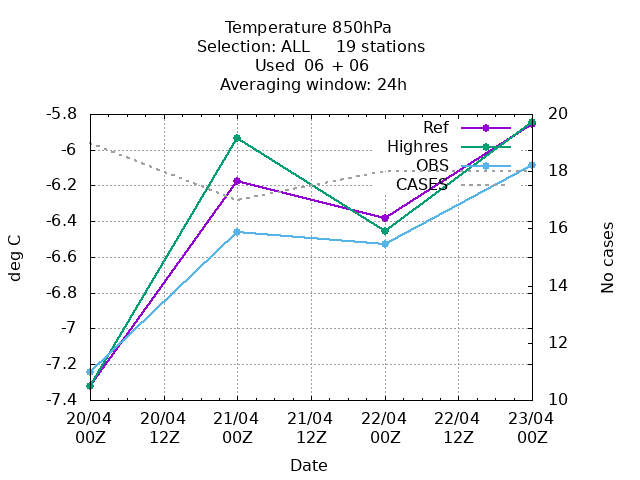 Temperature 850hPa
Selection: ALL     19 stations
Used  06 + 06
Averaging window: 24h
-5.8
-6
-6.2
-6.4
-6.6
-6.8
-7
-7.2
-7.4
deg C
20
18
16
14
12
10
No cases
Ref
Highres
OBS
CASES
20/04 20/04 21/04 21/04 22/04 22/04 23/04
00Z 12Z 00Z 12Z 00Z 12Z 00Z
Date